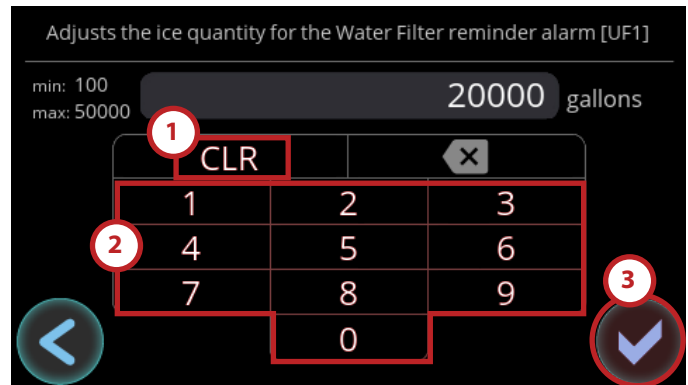 Adjusts the ice quantity for the Water Filter reminder alarm [UF1]
min: 100
max: 50000
20000 gallons
1
CLR
1 2 3
2
4 5 6
3
7 8 9
0